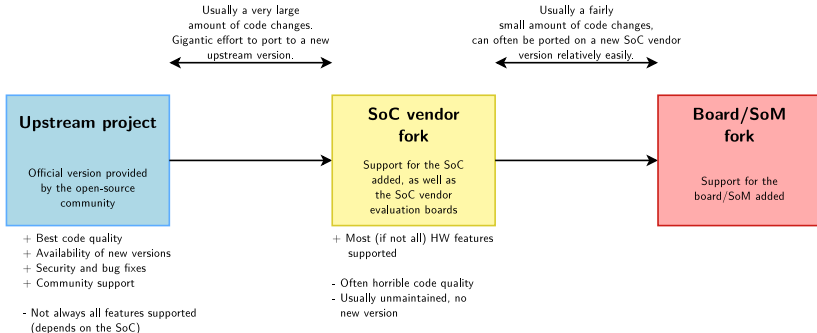 Usually a very large
amount of code changes.
Gigantic effort to port to a new
upstream version.
Usually a fairly
small amount of code changes,
can often be ported on a new SoC vendor
version relatively easily.
Upstream project
Official version provided
by the open-source
community
SoC vendor
fork
Support for the SoC
added, as well as
the SoC vendor
evaluation boards
Board/SoM
fork
Support for the
board/SoM added
+ Best code quality
+ Availability of new versions
+ Security and bug fixes
+ Community support
- Not always all features supported
(depends on the SoC)
+ Most (if not all) HW features
supported
- Often horrible code quality
- Usually unmaintained, no
new version